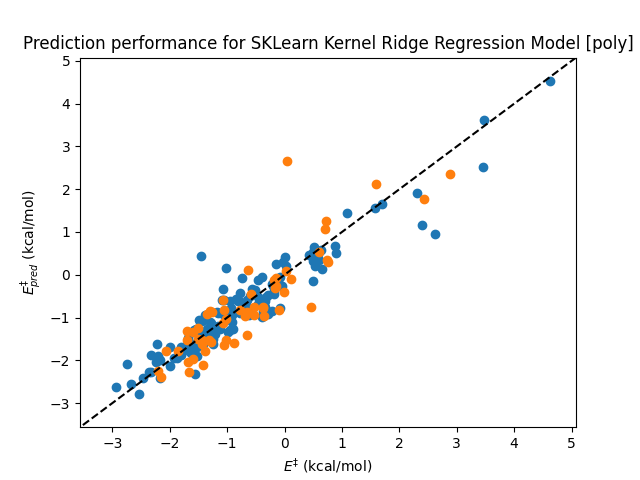 Prediction performance for SKLearn Kernel Ridge Regression Model [poly]
5
4
3
2
1
0
−1
−2
−3
E‡pred (kcal/mol)
−3 −2 −1 0 1 2 3 4 5
E‡ (kcal/mol)